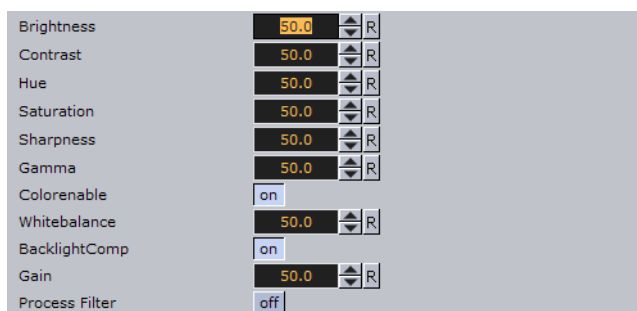 Brightness 50.0 R
Contrast 50.0 R
Hue 50.0 R
Saturation 50.0 R
Sharpness 50.0 R
Gamma 50.0 R
Colorenable on
Whitebalance 50.0 R
BacklightComp on
Gain 50.0 R
Process Filter off